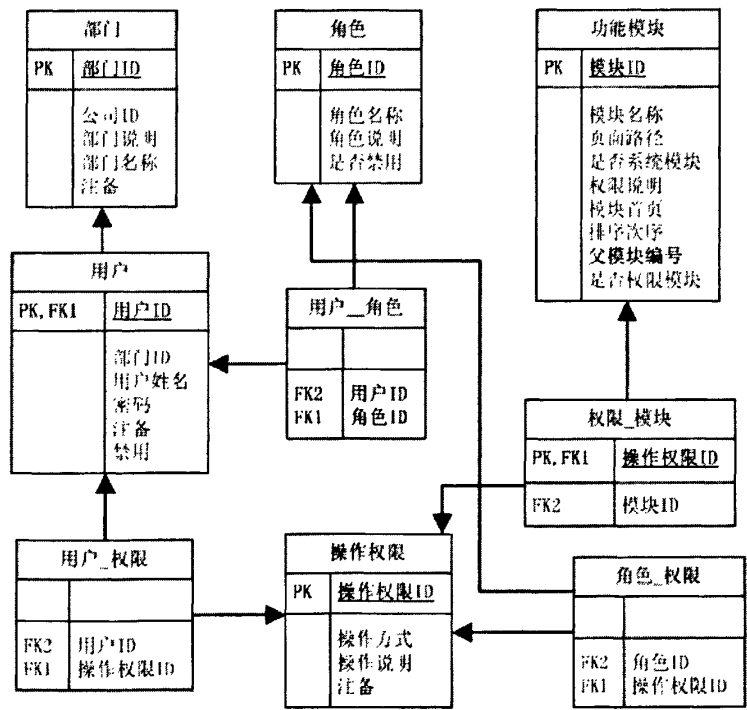 部门
PK 部门ID
公司ID
部门说明
部门名称
注备
角色
PK 角色ID
角色名称
角色说明
是否禁用
功能模块
PK 模块ID
模块名称
页面路径
是否系统模块
权限说明
模块首页
排序次序
父模块编号
是否权限模块
用户
PK,FK1 用户ID
部门ID
用户姓名
密码
注备
禁用
用户__角色
FK2 用户ID
FK1 角色ID
权限_模块
PK,FK1 操作权限ID
FK2 模块ID
用户_权限
FK2 用户ID
FK1 操作权限ID
操作权限
PK 操作权限ID
操作方式
操作说明
注备
角色_权限
FK2 角色ID
FK1 操作权限ID